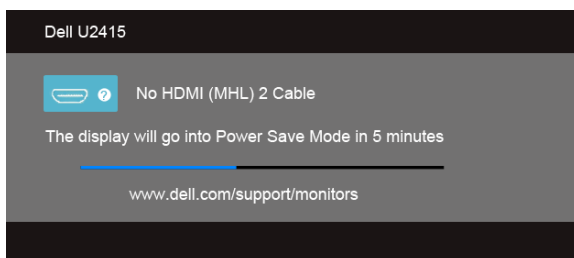 Dell U2415
?
No HDMI (MHL) 2 Cable
The display will go into Power Save Mode in 5 minutes
www.dell.com/support/monitors